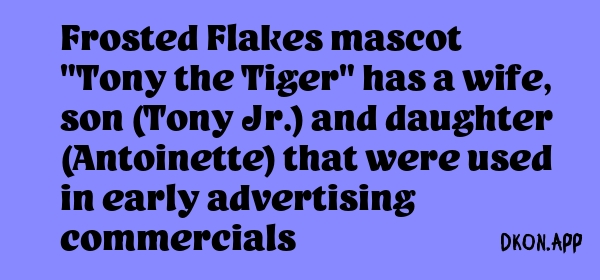 Frosted Flakes mascot
"Tony the Tiger" has a wife,
son (Tony Jr.) and daughter
(Antoinette) that were used
in early advertising
commercials
DKON.APP